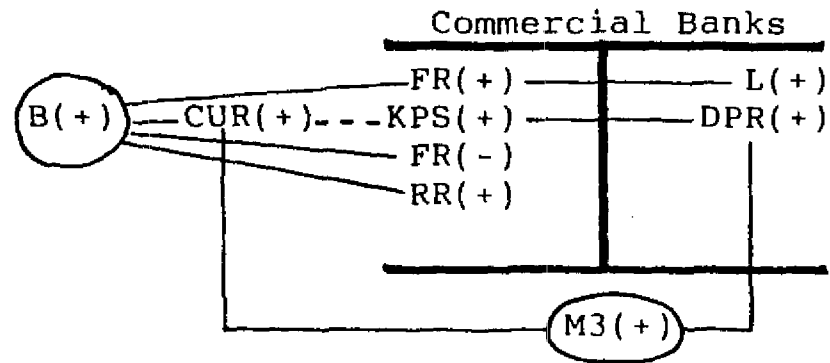 Commercial Banks
FR(+) L(+)
B(+) CUR(+) KPS(+) DPR(+)
FR(-)
RR(+)
M3(+)